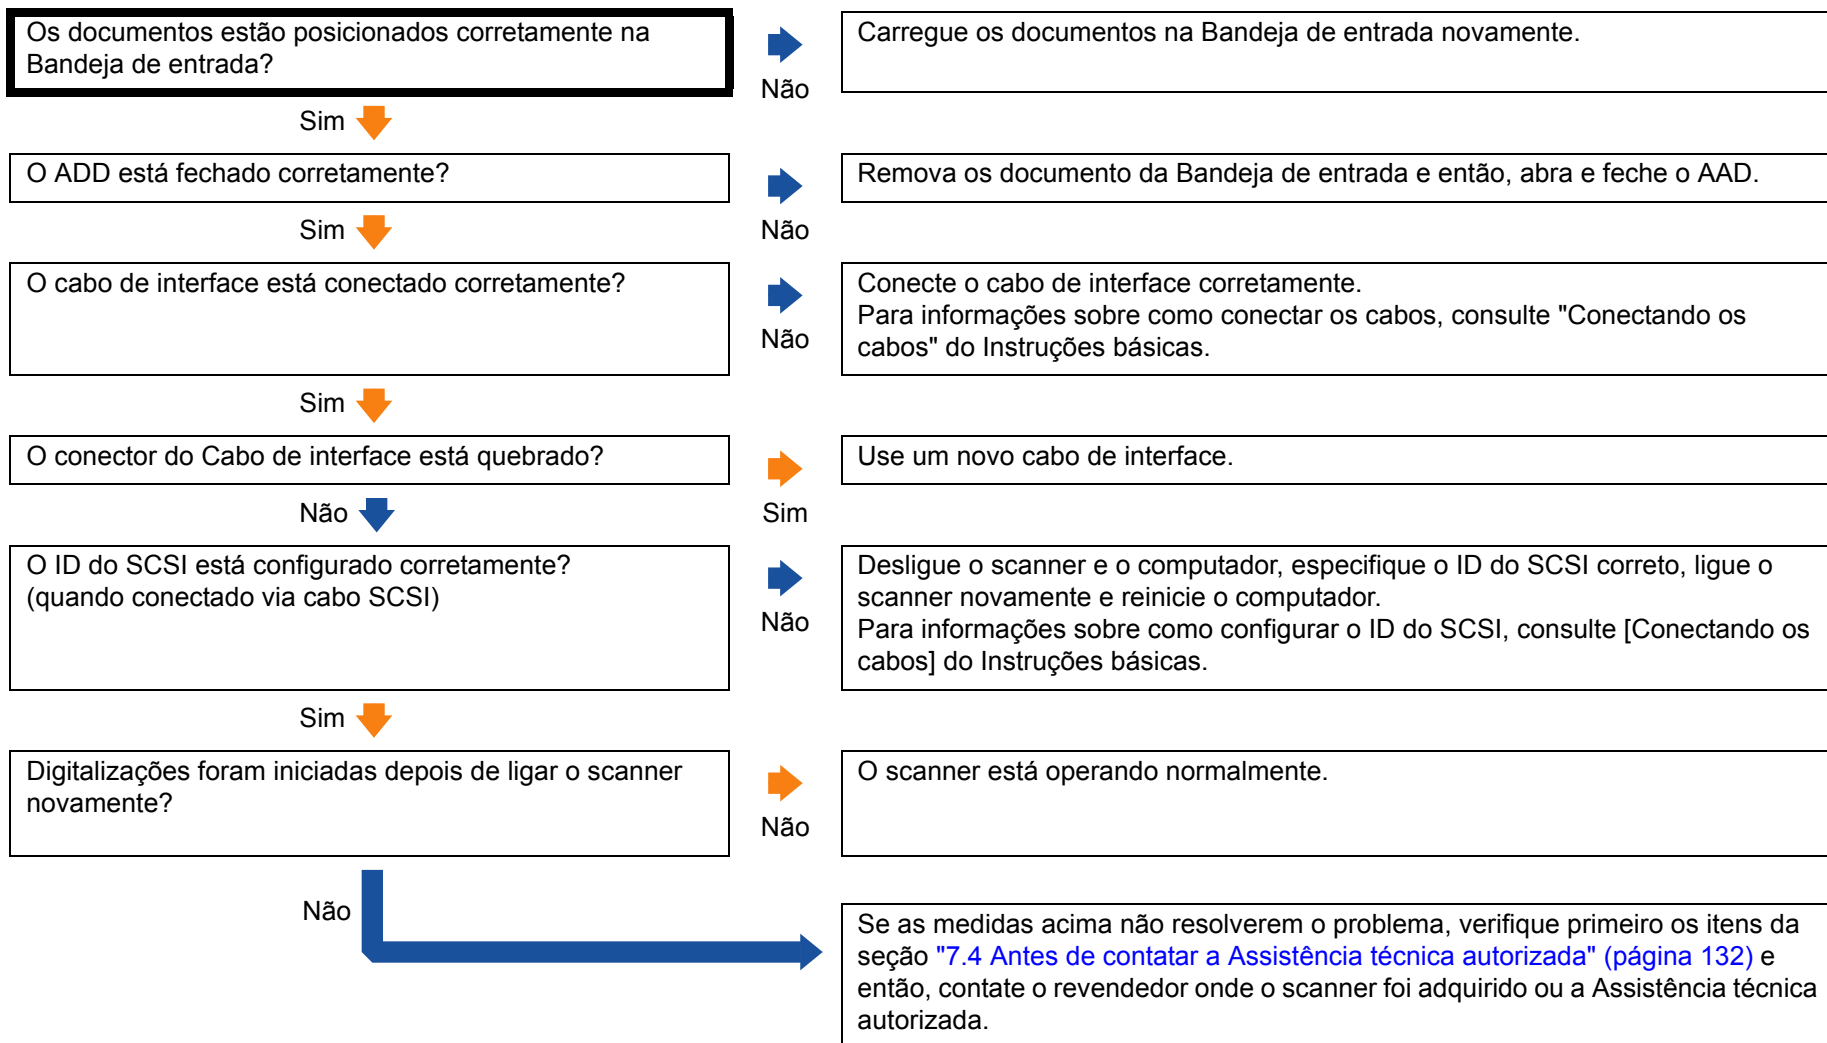 Os documentos estão posicionados corretamente na
Bandeja de entrada?
Não
Carregue os documentos na Bandeja de entrada novamente.
Sim
O ADD está fechado corretamente?
Não
Remova os documento da Bandeja de entrada e então, abra e feche o AAD.
Sim
O cabo de interface está conectado corretamente?
Não
Conecte o cabo de interface corretamente.
Para informações sobre como conectar os cabos, consulte "Conectando os
cabos" do Instruções básicas.
Sim
O conector do Cabo de interface está quebrado?
Sim
Use um novo cabo de interface.
Não
O ID do SCSI está configurado corretamente?
(quando conectado via cabo SCSI)
Não
Desligue o scanner e o computador, especifique o ID do SCSI correto, ligue o
scanner novamente e reinicie o computador.
Para informações sobre como configurar o ID do SCSI, consulte [Conectando os
cabos] do Instruções básicas.
Sim
Digitalizações foram iniciadas depois de ligar o scanner
novamente?
Não
O scanner está operando normalmente.
Não
Se as medidas acima não resolverem o problema, verifique primeiro os itens da
seção "7.4 Antes de contatar a Assistência técnica autorizada" (página 132) e
então, contate o revendedor onde o scanner foi adquirido ou a Assistência técnica
autorizada.